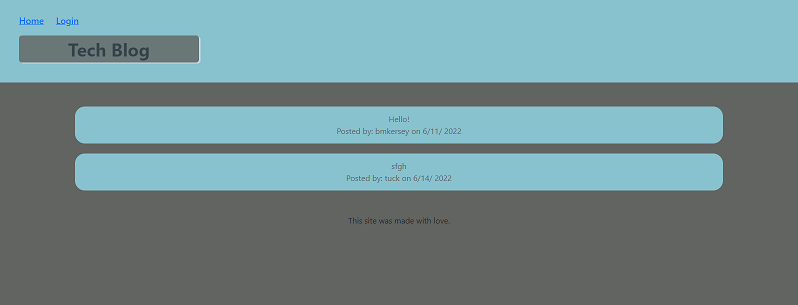 Home Login
Tech Blog
Hello!
Posted by: bmkersey on 6/11/ 2022
sfgh
Posted by: tuck on 6/14/ 2022
This site was made with love.